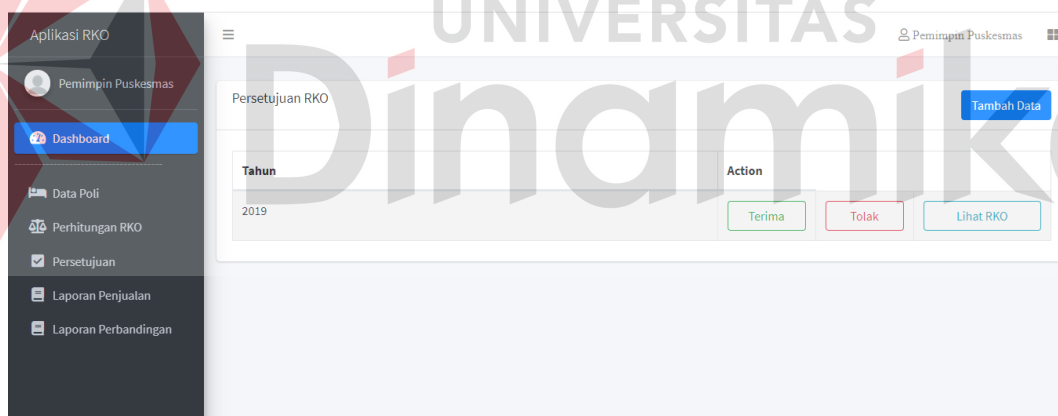 UNIVERSITAS
Dinamika
Aplikasi RKO
Pemimpin Puskesmas
Pemimpin Puskesmas
Dashboard
Data Poli
Perhitungan RKO
Persetujuan
Laporan Penjualan
Laporan Perbandingan
Persetujuan RKO
Tambah Data
Tahun Action
2019 Terima Tolak Lihat RKO